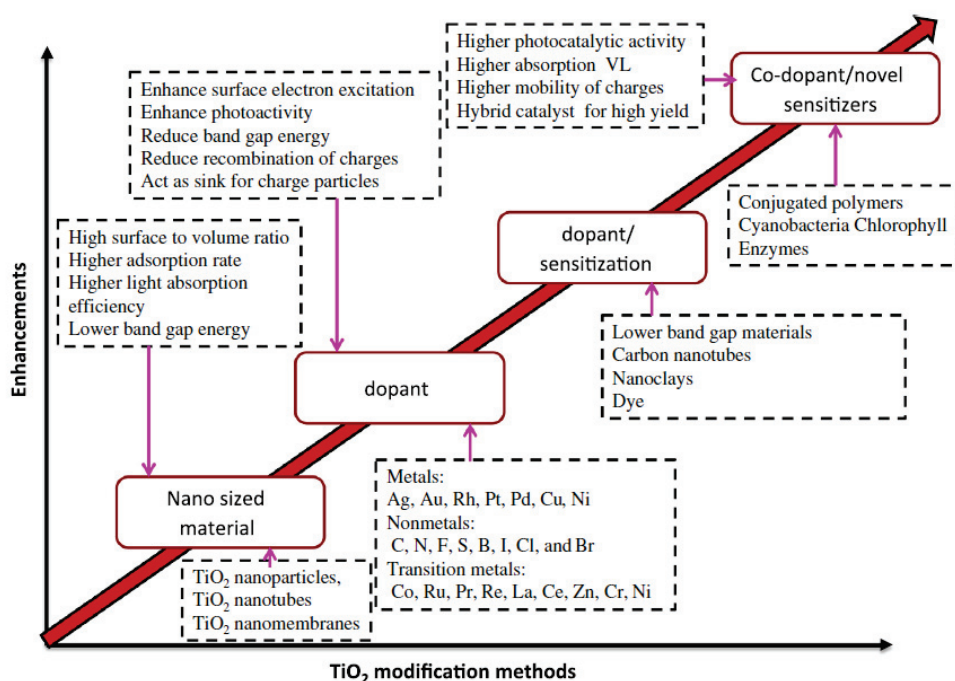 Higher photocatalytic activity
Higher absorption VL
Higher mobility of charges
Hybrid catalyst for high yield
Co-dopant/novel
sensitizers
Enhance surface electron excitation
Enhance photoactivity
Reduce band gap energy
Reduce recombination of charges
Act as sink for charge particles
Conjugated polymers
Cyanobacteria Chlorophyll
Enzymes
High surface to volume ratio
Higher adsorption rate
Higher light absorption
efficiency
Lower band gap energy
dopant/
sensitization
Lower band gap materials
Carbon nanotubes
Nanoclays
Dye
dopant
Metals:
Ag, Au, Rh, Pt, Pd, Cu, Ni
Nonmetals:
C, N, F, S, B, I, Cl, and Br
Transition metals:
Co, Ru, Pr, Re, La, Ce, Zn, Cr, Ni
Nano sized
material
TiO₂ nanoparticles,
TiO₂ nanotubes
TiO₂ nanomembranes
Enhancements
TiO₂ modification methods